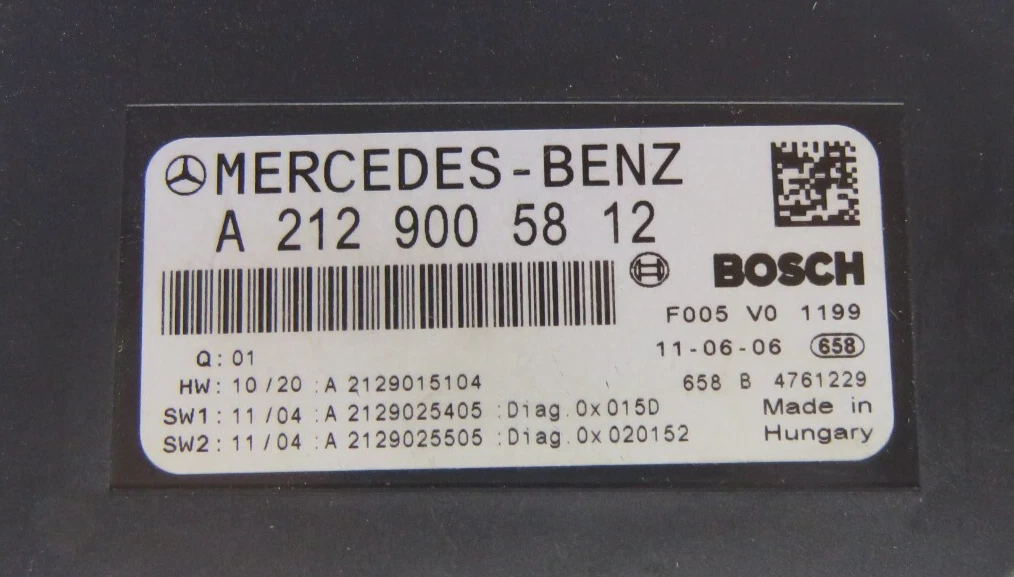 MERCEDES-BENZ
A 212 900 58 12
BOSCH
F005 V0 1199
Q: 01
11-06-06 658
HW: 10/20 :A 2129015104
658 B 4761229
SW1: 11/04 :A 2129025405 :Diag.0x015D
Made in
SW2: 11/04 :A 2129025505 :Diag.0x020152
Hungary